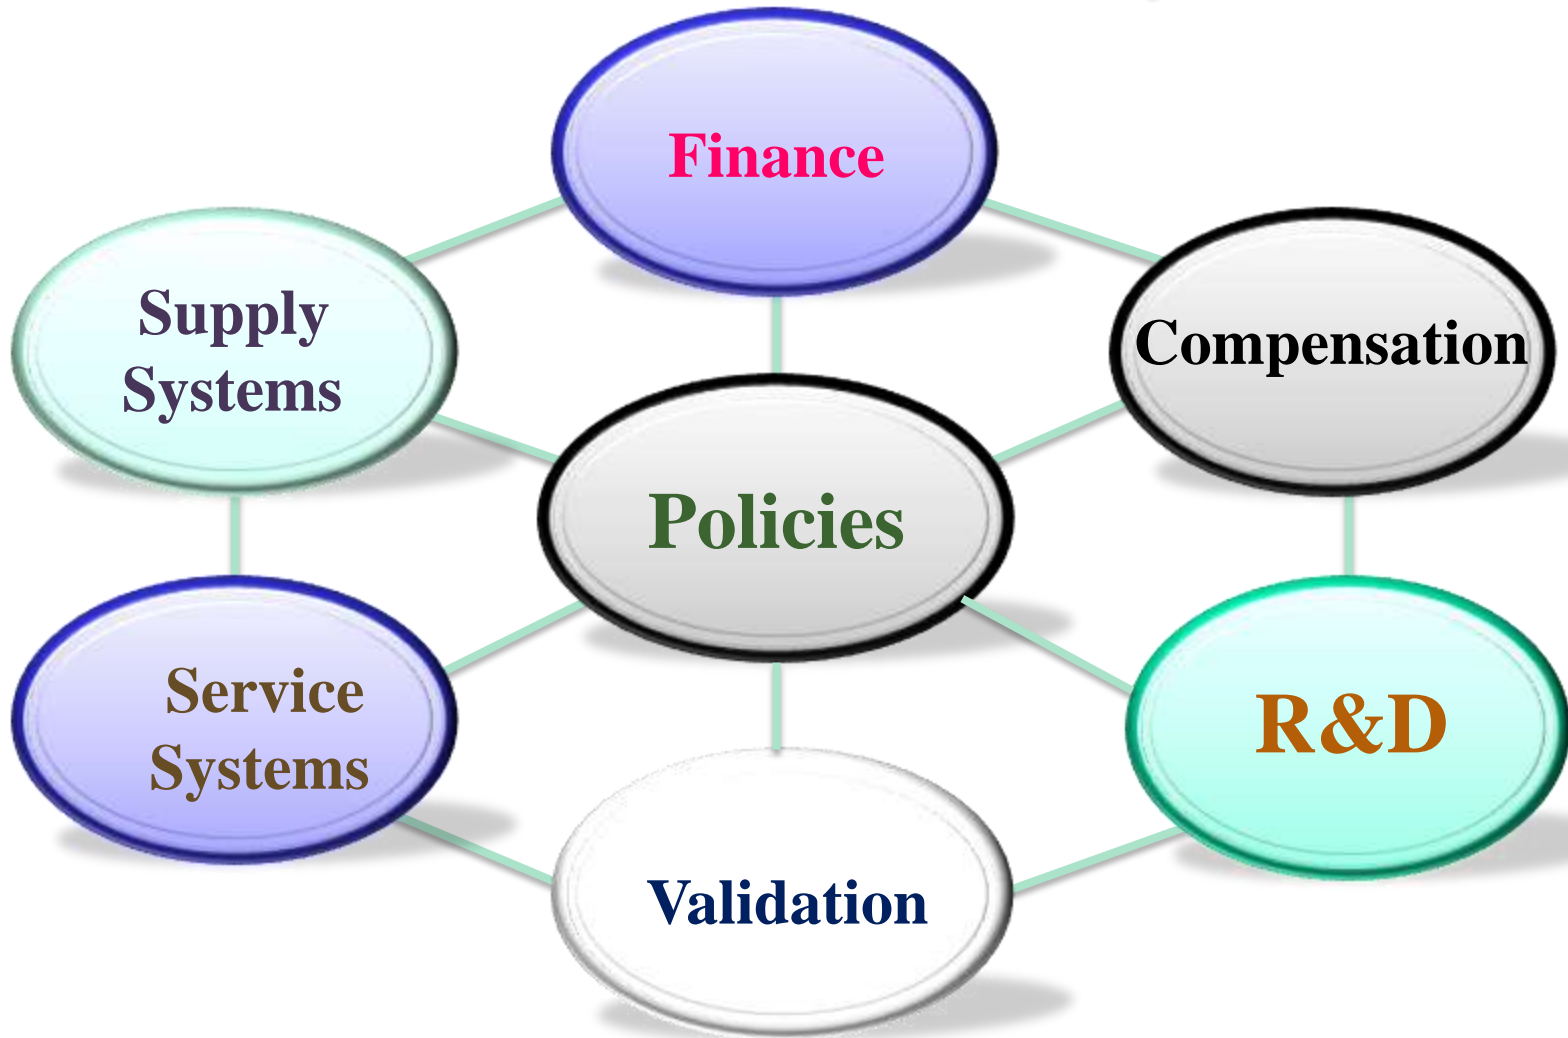 Finance
Supply
Systems
Compensation
Policies
Service
Systems
R&D
Validation